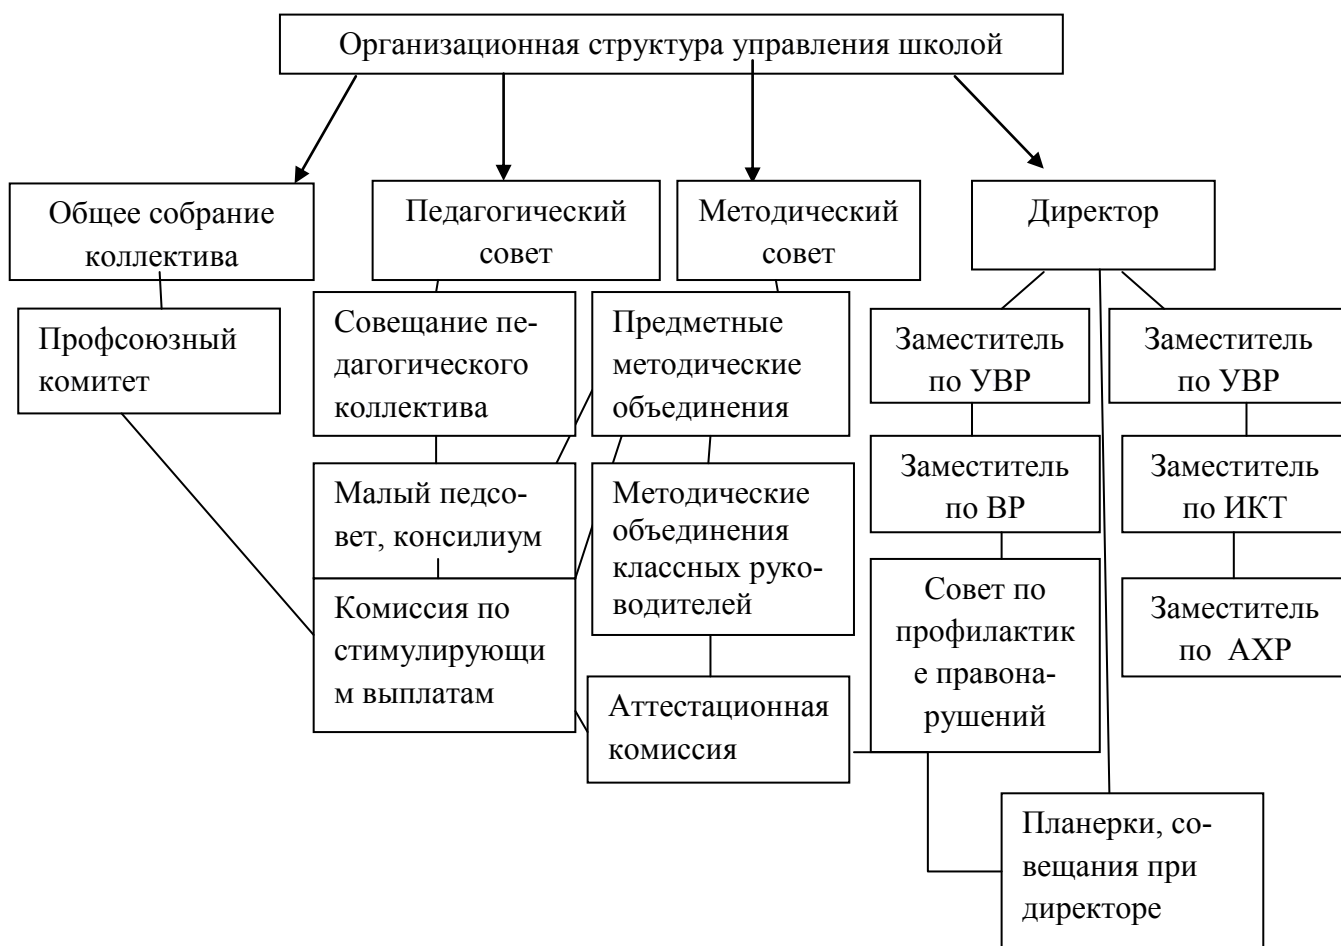 Организационная структура управления школой
Общее собрание
коллектива
Педагогический
совет
Методический
совет
Директор
Профсоюзный
комитет
Совещание пе-
дагогического
коллектива
Предметные
методические
объединения
Заместитель
по УВР
Заместитель
по УВР
Малый педсо-
вет, консилиум
Методические
объединения
классных руко-
водителей
Заместитель
по ВР
Заместитель
по ИКТ
Комиссия по
стимулирующи
м выплатам
Аттестационная
комиссия
Совет по
профилактик
е правона-
рушений
Заместитель
по АХР
Планерки, со-
вещания при
директоре